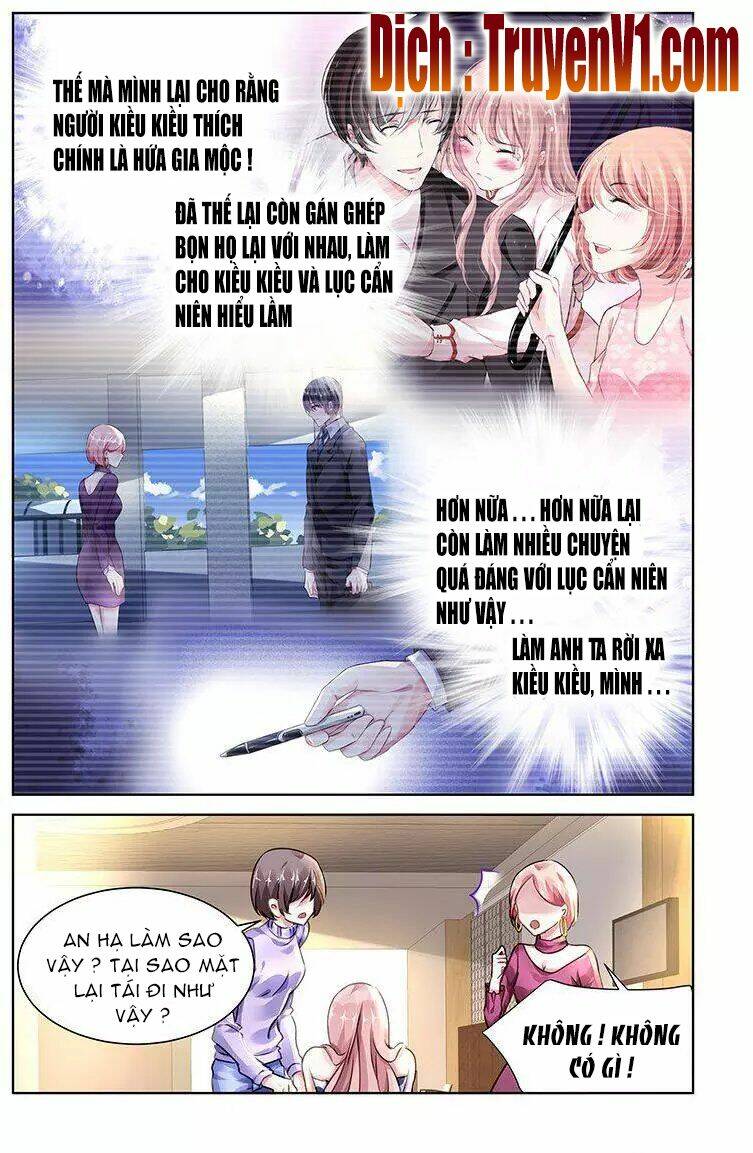 Dịch : TruyenV1.com
THẾ MÀ MÌNH LẠI CHO RẰNG
NGƯỜI KIỀU KIỀU THÍCH
CHÍNH LÀ HỨA GIA MỘC !
ĐÃ THẾ LẠI CÒN GÁN GHÉP
BỌN HỌ LẠI VỚI NHAU, LÀM
CHO KIỀU KIỀU VÀ LỤC CẨN
NIÊN HIỂU LẦM
HƠN NỮA . . . HƠN NỮA LẠI
CÒN LÀM NHIỀU CHUYỆN
QUÁ ĐÁNG VỚI LỤC CẨN NIÊN
NHƯ VẬY . . .
LÀM ANH TA RỜI XA
KIỀU KIỀU, MÌNH . . .
AN HẠ LÀM SAO
VẬY ? TẠI SAO MẶT
LẠI TÁI ĐI NHƯ
VẬY ?
KHÔNG ! KHÔNG
CÓ GÌ !